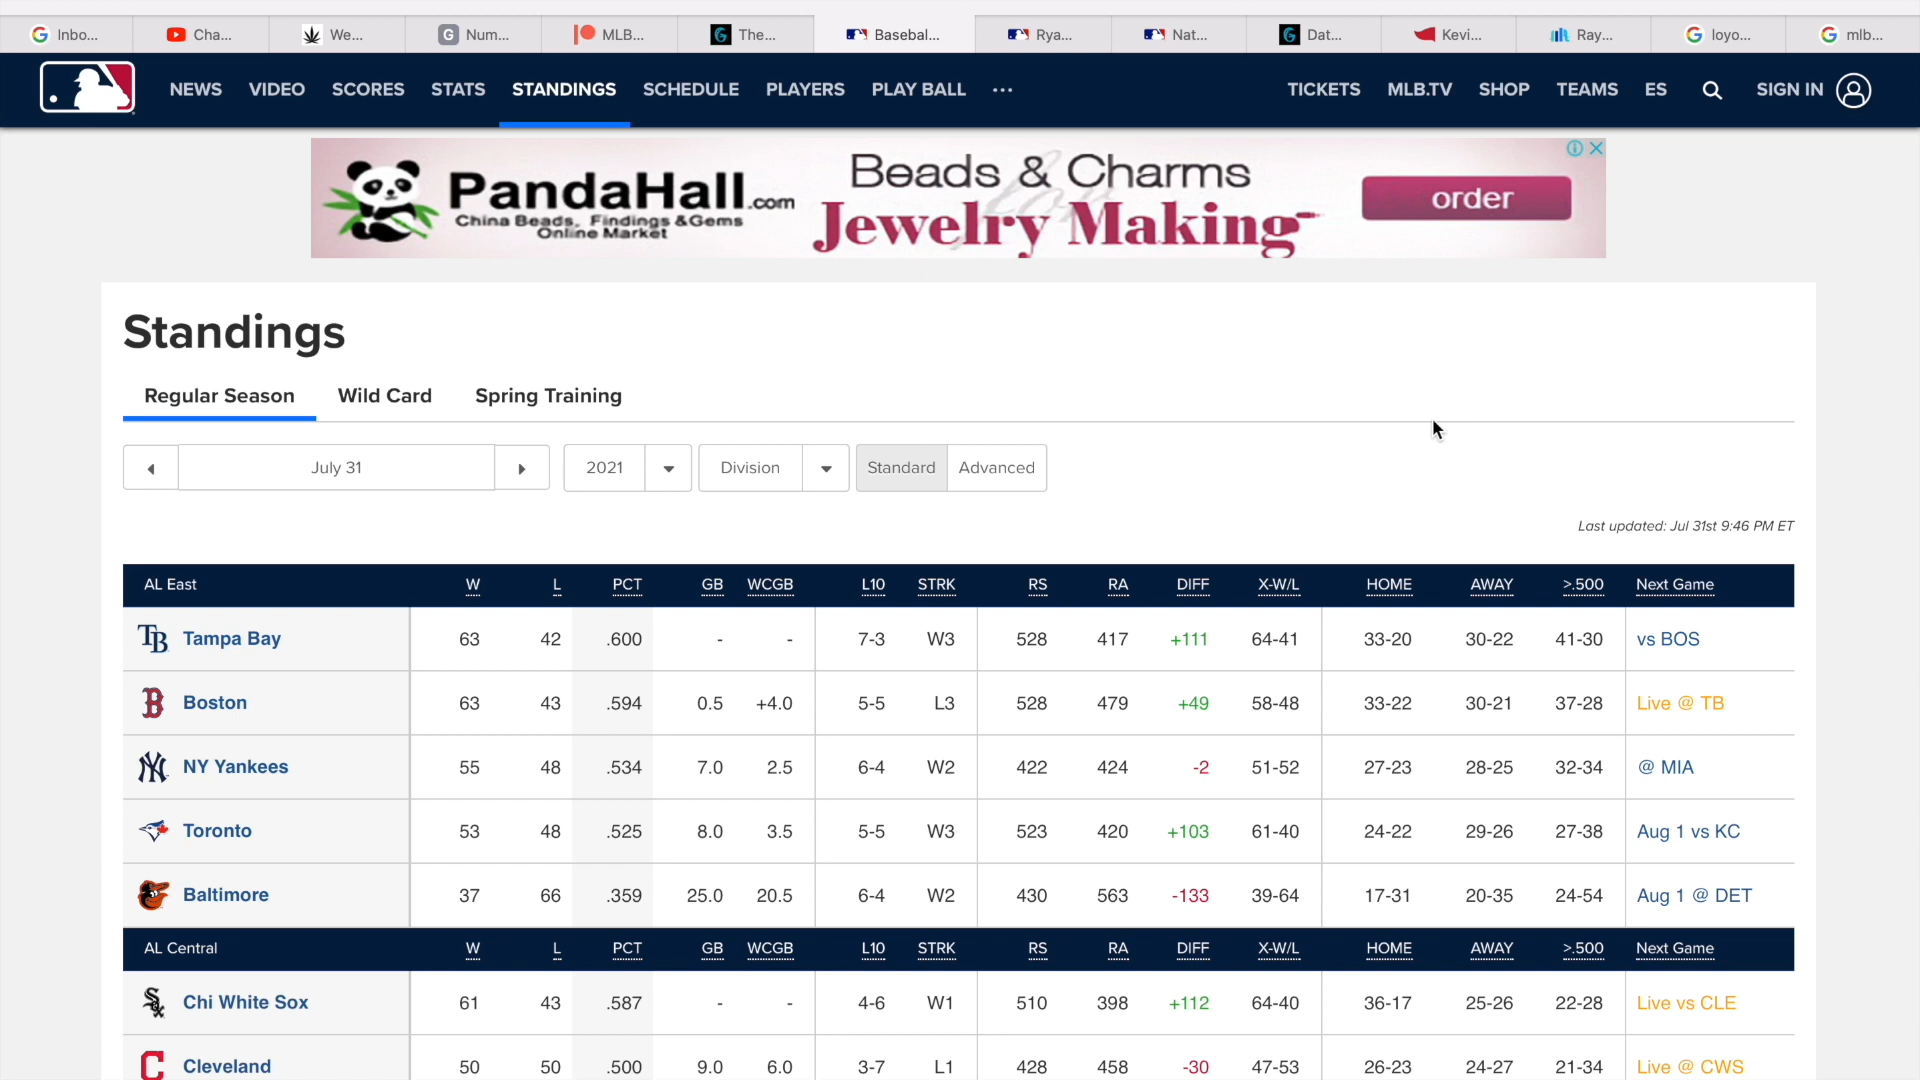 Inbo... Cha... We... Num... MLB... The... Basebal... Rya... Nat... Dat... Kevi... Ray... loyo... mlb...
NEWS VIDEO SCORES STATS STANDINGS SCHEDULE PLAYERS PLAY BALL ... TICKETS MLB.TV SHOP TEAMS ES SIGN IN
PandaHall.com
China Beads, Findings & Gems
Online Market
Beads & Charms
for
Jewelry Making
order
Standings
Regular Season Wild Card Spring Training
July 31 2021 Division Standard Advanced
Last updated: Jul 31st 9:46 PM ET
AL East W L PCT GB WCGB L10 STRK RS RA DIFF X-W/L HOME AWAY >.500 Next Game
TB Tampa Bay 63 42 .600 - - 7-3 W3 528 417 +111 64-41 33-20 30-22 41-30 vs BOS
B Boston 63 43 .594 0.5 +4.0 5-5 L3 528 479 +49 58-48 33-22 30-21 37-28 Live @ TB
NY NY Yankees 55 48 .534 7.0 2.5 6-4 W2 422 424 -2 51-52 27-23 28-25 32-34 @ MIA
Toronto 53 48 .525 8.0 3.5 5-5 W3 523 420 +103 61-40 24-22 29-26 27-38 Aug 1 vs KC
Baltimore 37 66 .359 25.0 20.5 6-4 W2 430 563 -133 39-64 17-31 20-35 24-54 Aug 1 @ DET
AL Central W L PCT GB WCGB L10 STRK RS RA DIFF X-W/L HOME AWAY >.500 Next Game
Sox Chi White Sox 61 43 .587 - - 4-6 W1 510 398 +112 64-40 36-17 25-26 22-28 Live vs CLE
C Cleveland 50 50 .500 9.0 6.0 3-7 L1 428 458 -30 47-53 26-23 24-27 21-34 Live @ CWS